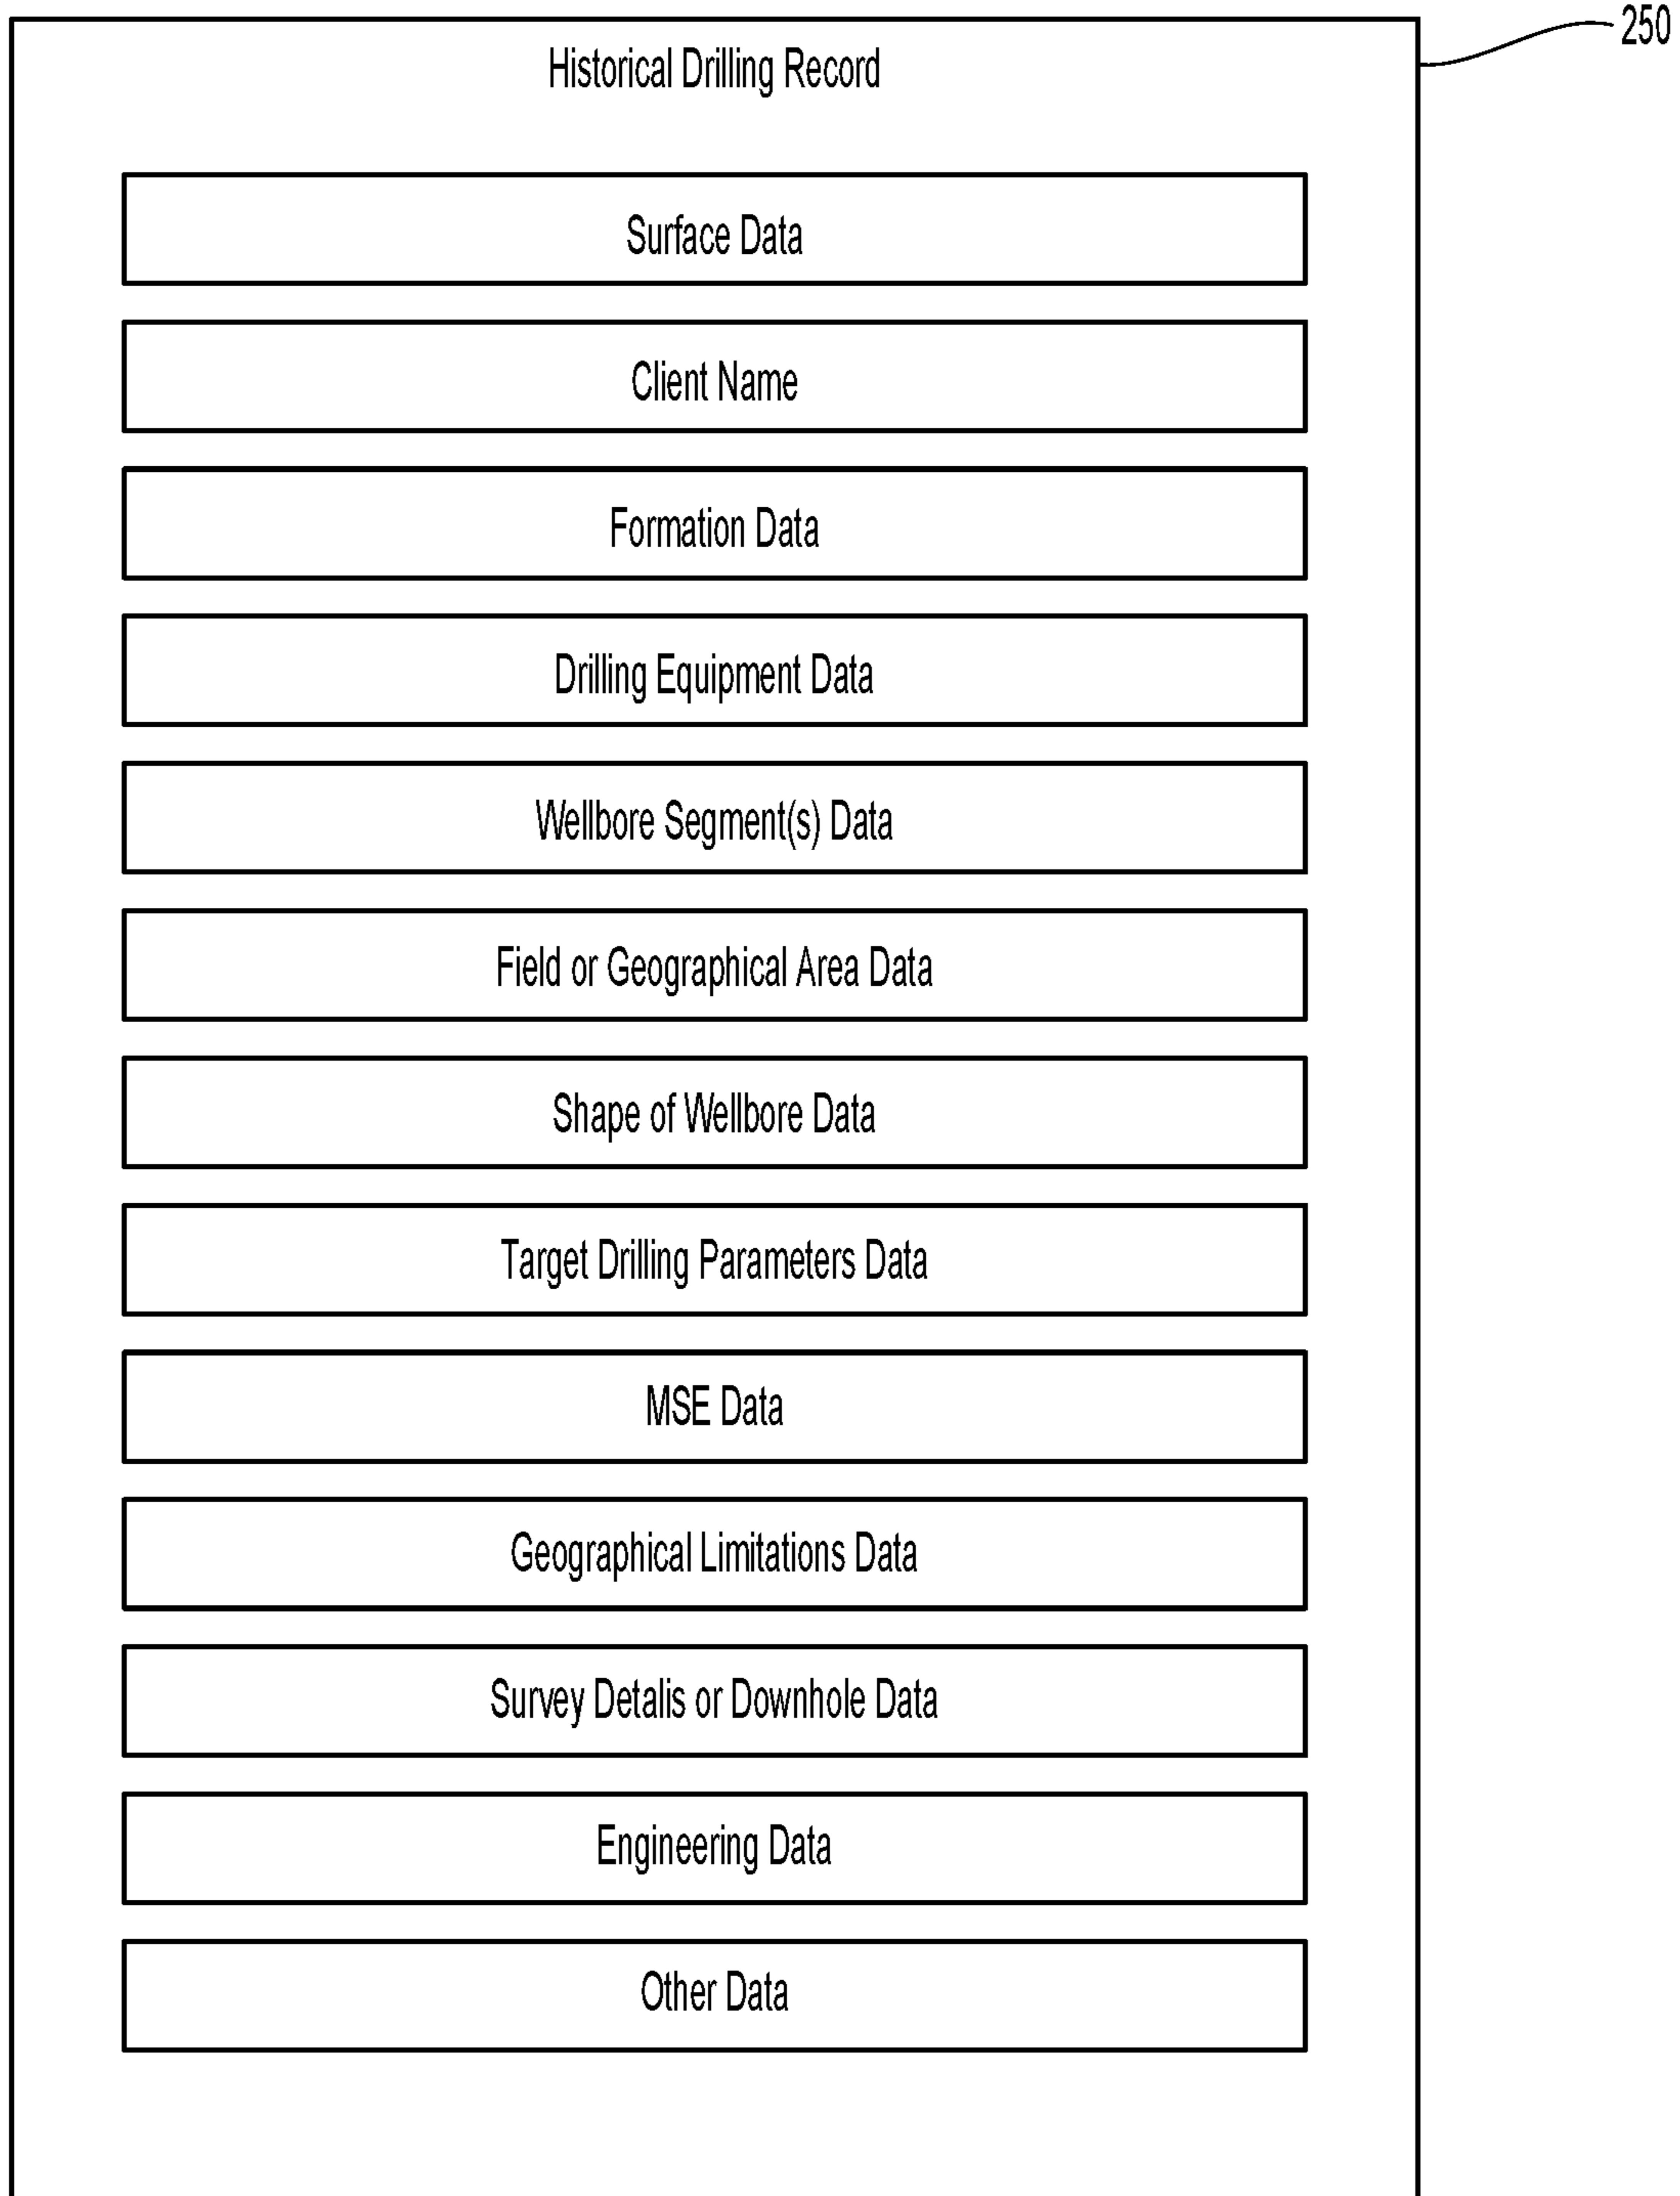 250
Historical Drilling Record
Surface Data
Client Name
Formation Data
Drilling Equipment Data
Wellbore Segment(s) Data
Field or Geographical Area Data
Shape of Wellbore Data
Target Drilling Parameters Data
MSE Data
Geographical Limitations Data
Survey Detalis or Downhole Data
Engineering Data
Other Data